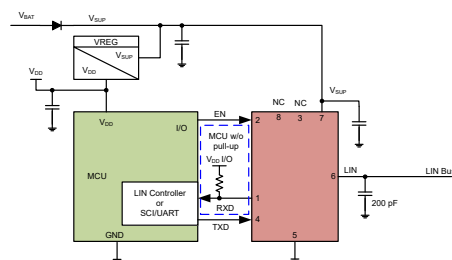 VBAT
VSUP
VREG
VSUP
VDD
VDD
VDD
I/O
EN
MCU
MCU w/o
pull-up
VDD I/O
LIN Controller
or
SCI/UART
RXD
TXD
GND
NC
NC
VSUP
2
8
3
7
6
1
4
5
LIN
LIN Bu
200 pF